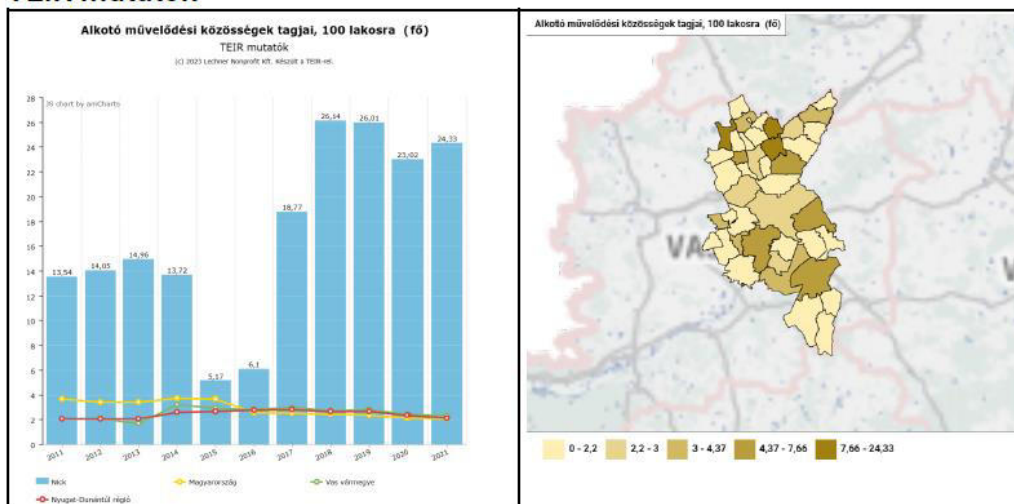 TEIR mutatók
Alkotó művelődési közösségek tagjai, 100 lakosra (fő)
TEIR mutatók
(c) 2023 Lechner Nonprofit Kft. Készült a TEIR-rel.
JS chart by amCharts
28
26
24
22
20
18
16
14
12
10
8
6
4
2
0
13,54
14,05
14,96
13,72
5,17
6,1
18,77
26,14
26,01
23,02
24,33
2011
2012
2013
2014
2015
2016
2017
2018
2019
2020
2021
Nick
Magyarország
Vas vármegye
Nyugat-Dunántúl régió
Alkotó művelődési közösségek tagjai, 100 lakosra (fő)
0 - 2,2
2,2 - 3
3 - 4,37
4,37 - 7,66
7,66 - 24,33